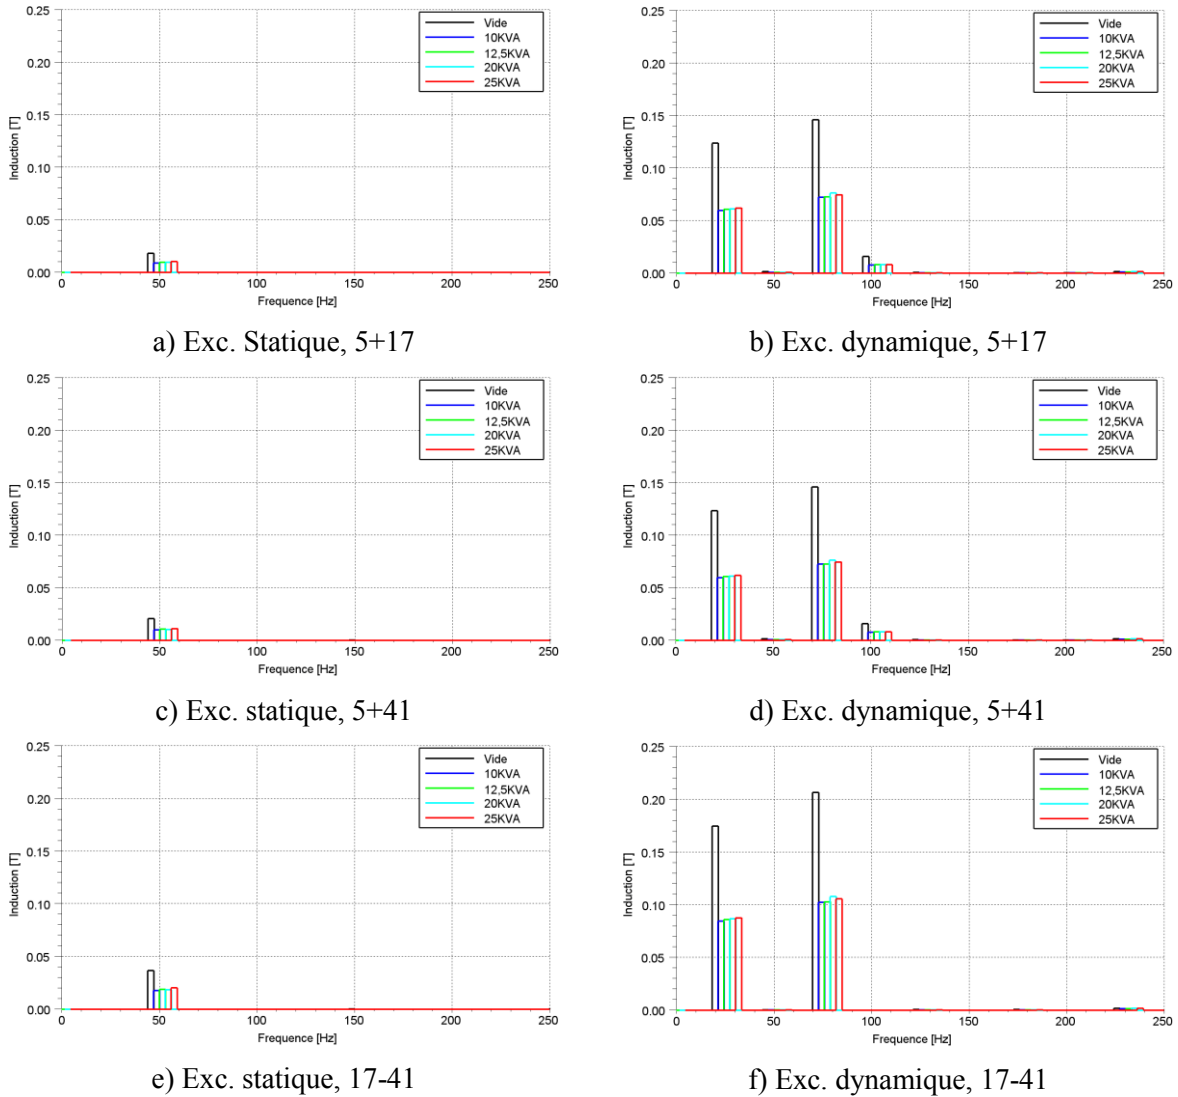 0.25
0.20
0.15
0.10
0.05
0.00
Induction [T]
0 50 100 150 200 250
Frequence [Hz]
Vide
10KVA
12,5KVA
20KVA
25KVA
a) Exc. Statique, 5+17
0.25
0.20
0.15
0.10
0.05
0.00
Induction [T]
0 50 100 150 200 250
Frequence [Hz]
Vide
10KVA
12,5KVA
20KVA
25KVA
b) Exc. dynamique, 5+17
0.25
0.20
0.15
0.10
0.05
0.00
Induction [T]
0 50 100 150 200 250
Frequence [Hz]
Vide
10KVA
12,5KVA
20KVA
25KVA
c) Exc. statique, 5+41
0.25
0.20
0.15
0.10
0.05
0.00
Induction [T]
0 50 100 150 200 250
Frequence [Hz]
Vide
10KVA
12,5KVA
20KVA
25KVA
d) Exc. dynamique, 5+41
0.25
0.20
0.15
0.10
0.05
0.00
Induction [T]
0 50 100 150 200 250
Frequence [Hz]
Vide
10KVA
12,5KVA
20KVA
25KVA
e) Exc. statique, 17-41
0.25
0.20
0.15
0.10
0.05
0.00
Induction [T]
0 50 100 150 200 250
Frequence [Hz]
Vide
10KVA
12,5KVA
20KVA
25KVA
f) Exc. dynamique, 17-41